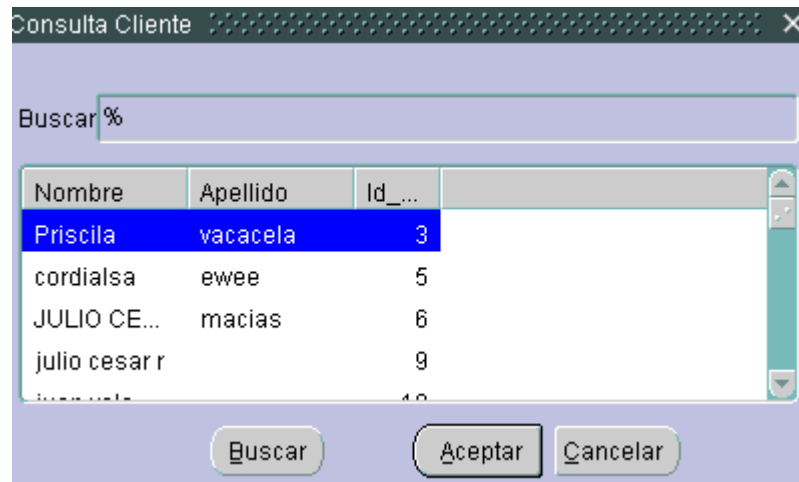 Consulta Cliente
Buscar %
Nombre Apellido Id_...
Priscila vacacela 3
cordialsa ewee 5
JULIO CE... macias 6
julio cesar r 9
Buscar Aceptar Cancelar